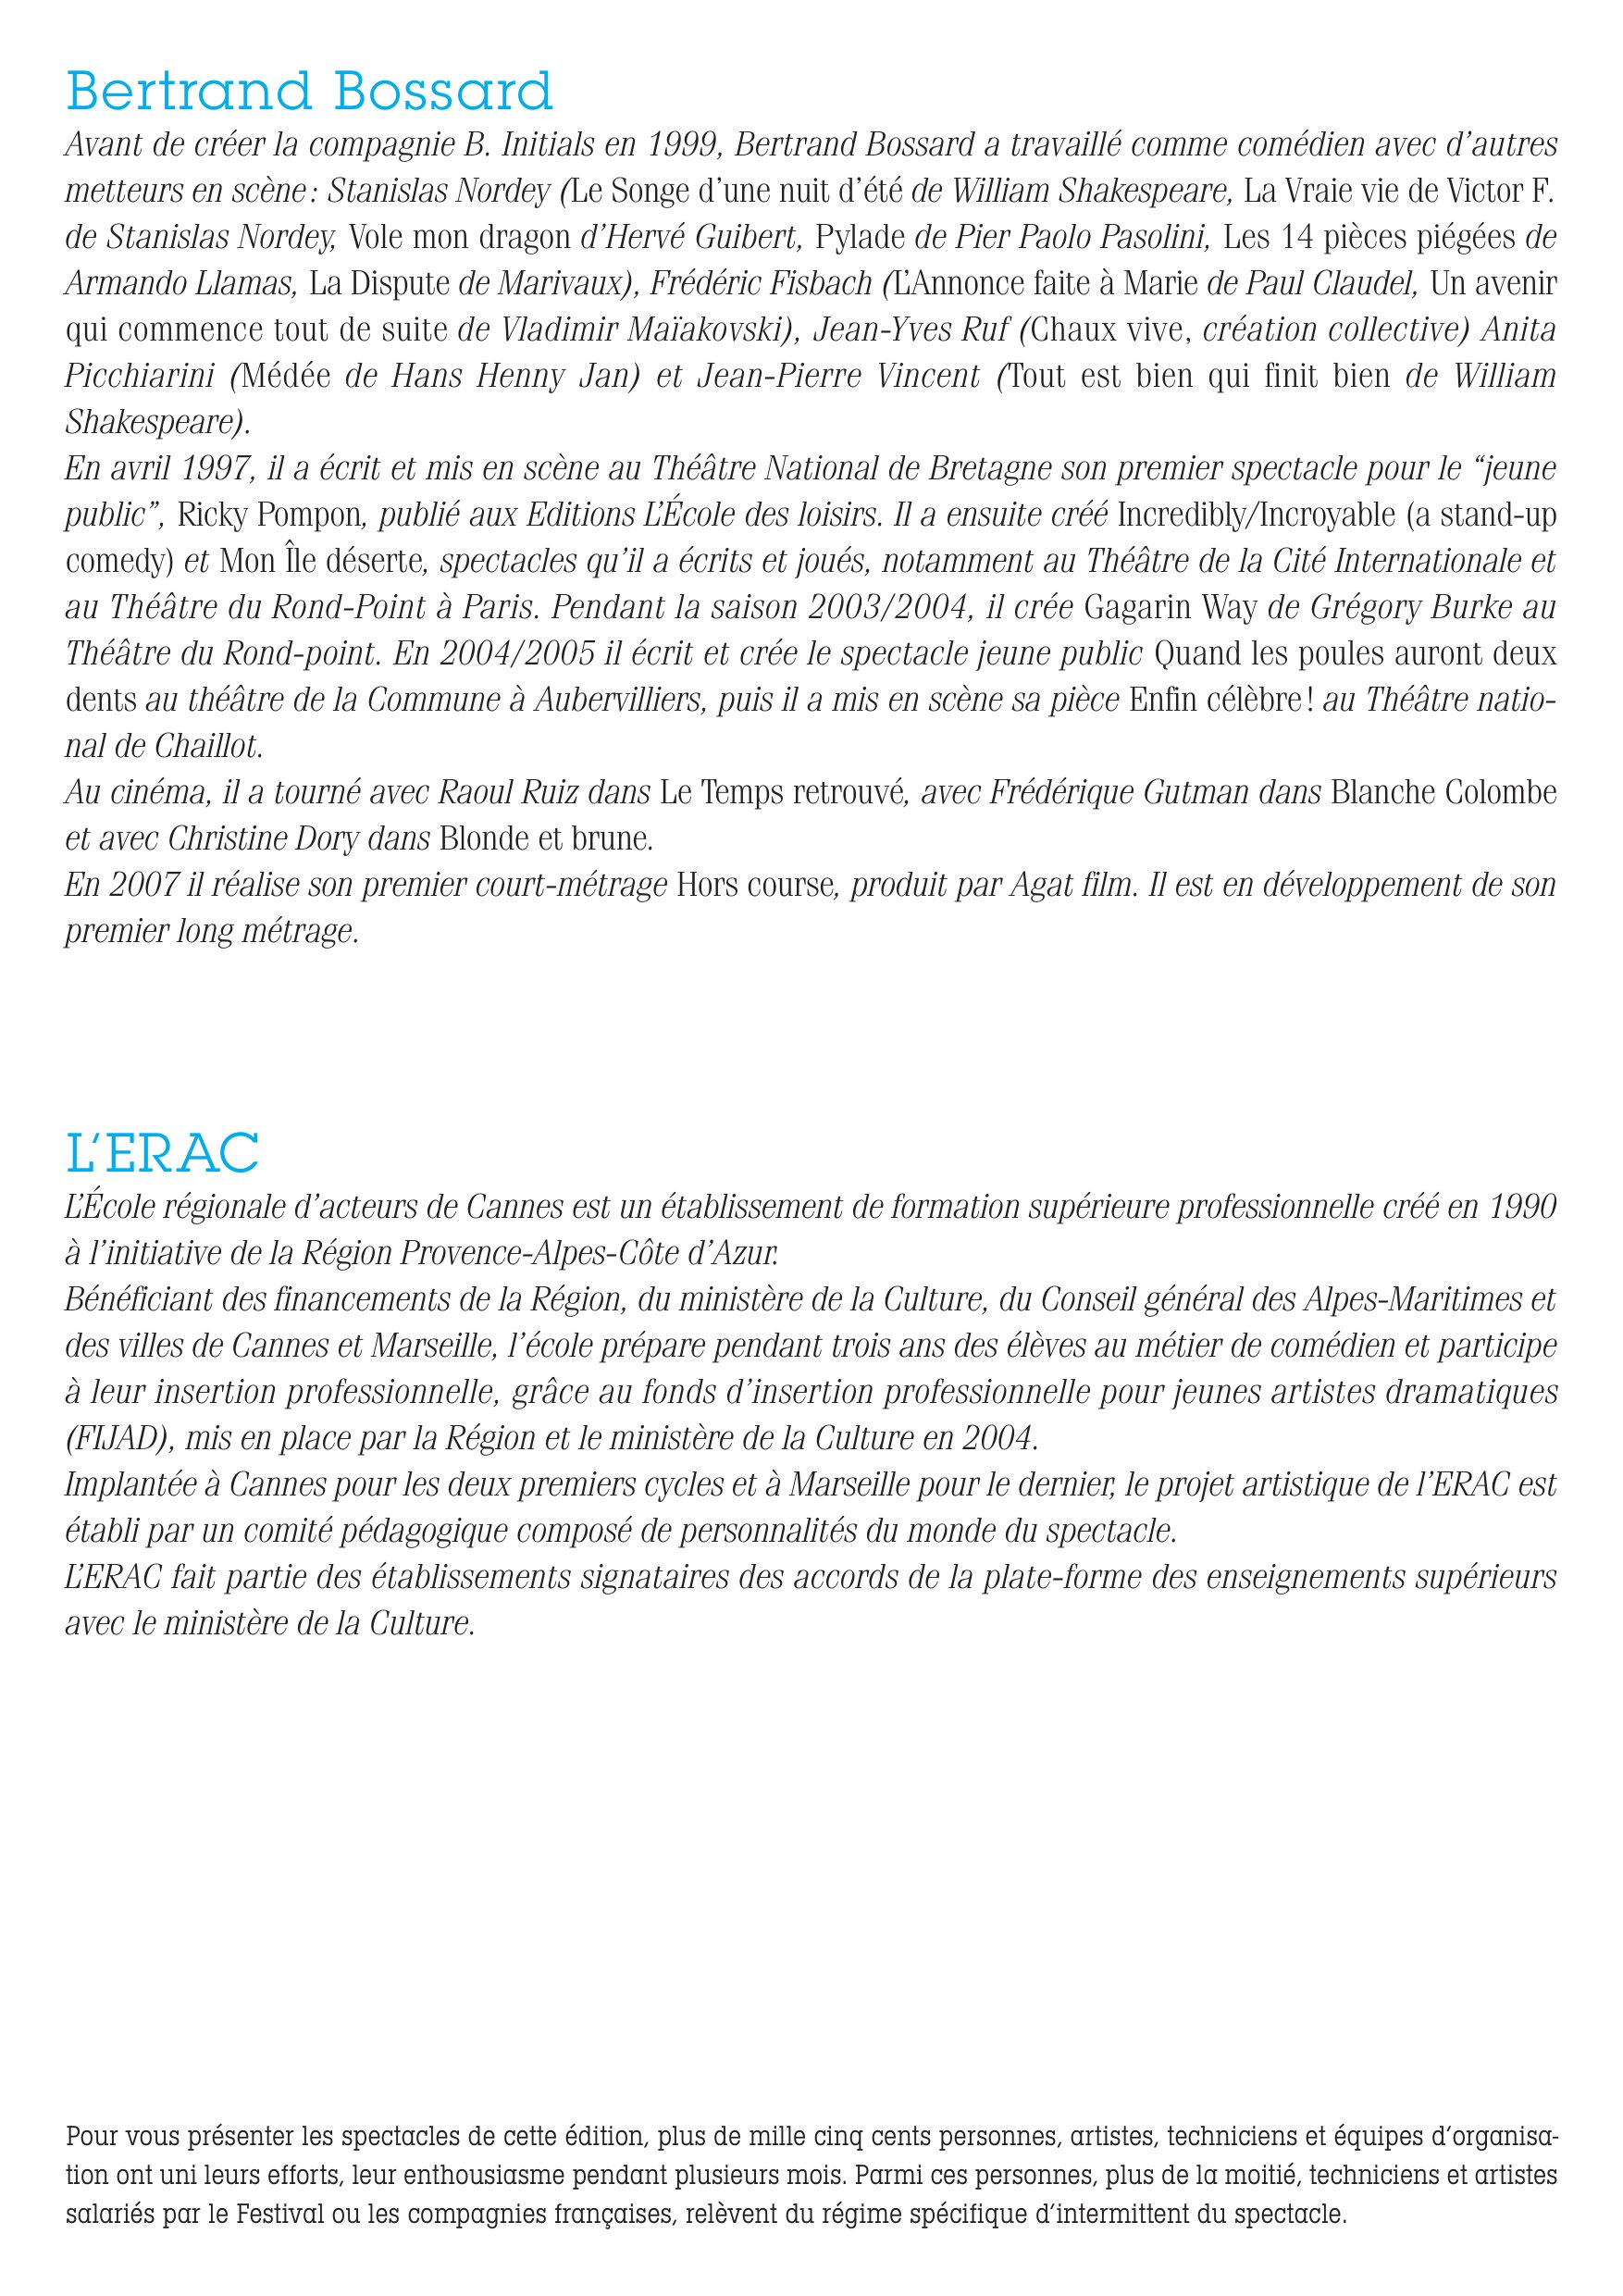 Bertrand Bossard
Avant de créer la compagnie B. Initials en 1999, Bertrand Bossard a travaillé comme comédien avec d’autres
metteurs en scène : Stanislas Nordey (Le Songe d’une nuit d’été de William Shakespeare, La Vraie vie de Victor F.
de Stanislas Nordey, Vole mon dragon d’Hervé Guibert, Pylade de Pier Paolo Pasolini, Les 14 pièces piégées de
Armando Llamas, La Dispute de Marivaux), Frédéric Fisbach (L’Annonce faite à Marie de Paul Claudel, Un avenir
qui commence tout de suite de Vladimir Maïakovski), Jean-Yves Ruf (Chaux vive, création collective) Anita
Picchiarini (Médée de Hans Henny Jan) et Jean-Pierre Vincent (Tout est bien qui finit bien de William
Shakespeare).
En avril 1997, il a écrit et mis en scène au Théâtre National de Bretagne son premier spectacle pour le “jeune
public”, Ricky Pompon, publié aux Editions L’École des loisirs. Il a ensuite créé Incredibly/Incroyable (a stand-up
comedy) et Mon Île déserte, spectacles qu’il a écrits et joués, notamment au Théâtre de la Cité Internationale et
au Théâtre du Rond-Point à Paris. Pendant la saison 2003/2004, il crée Gagarin Way de Grégory Burke au
Théâtre du Rond-point. En 2004/2005 il écrit et crée le spectacle jeune public Quand les poules auront deux
dents au théâtre de la Commune à Aubervilliers, puis il a mis en scène sa pièce Enfin célèbre ! au Théâtre natio-
nal de Chaillot.
Au cinéma, il a tourné avec Raoul Ruiz dans Le Temps retrouvé, avec Frédérique Gutman dans Blanche Colombe
et avec Christine Dory dans Blonde et brune.
En 2007 il réalise son premier court-métrage Hors course, produit par Agat film. Il est en développement de son
premier long métrage.
L‘ERAC
L’École régionale d’acteurs de Cannes est un établissement de formation supérieure professionnelle créé en 1990
à l’initiative de la Région Provence-Alpes-Côte d’Azur.
Bénéficiant des financements de la Région, du ministère de la Culture, du Conseil général des Alpes-Maritimes et
des villes de Cannes et Marseille, l’école prépare pendant trois ans des élèves au métier de comédien et participe
à leur insertion professionnelle, grâce au fonds d’insertion professionnelle pour jeunes artistes dramatiques
(FIJAD), mis en place par la Région et le ministère de la Culture en 2004.
Implantée à Cannes pour les deux premiers cycles et à Marseille pour le dernier, le projet artistique de l’ERAC est
établi par un comité pédagogique composé de personnalités du monde du spectacle.
L’ERAC fait partie des établissements signataires des accords de la plate-forme des enseignements supérieurs
avec le ministère de la Culture.
Pour vous présenter les spectacles de cette édition, plus de mille cinq cents personnes, artistes, techniciens et équipes d’organisa-
tion ont uni leurs efforts, leur enthousiasme pendant plusieurs mois. Parmi ces personnes, plus de la moitié, techniciens et artistes
salariés par le Festival ou les compagnies françaises, relèvent du régime spécifique d’intermittent du spectacle.